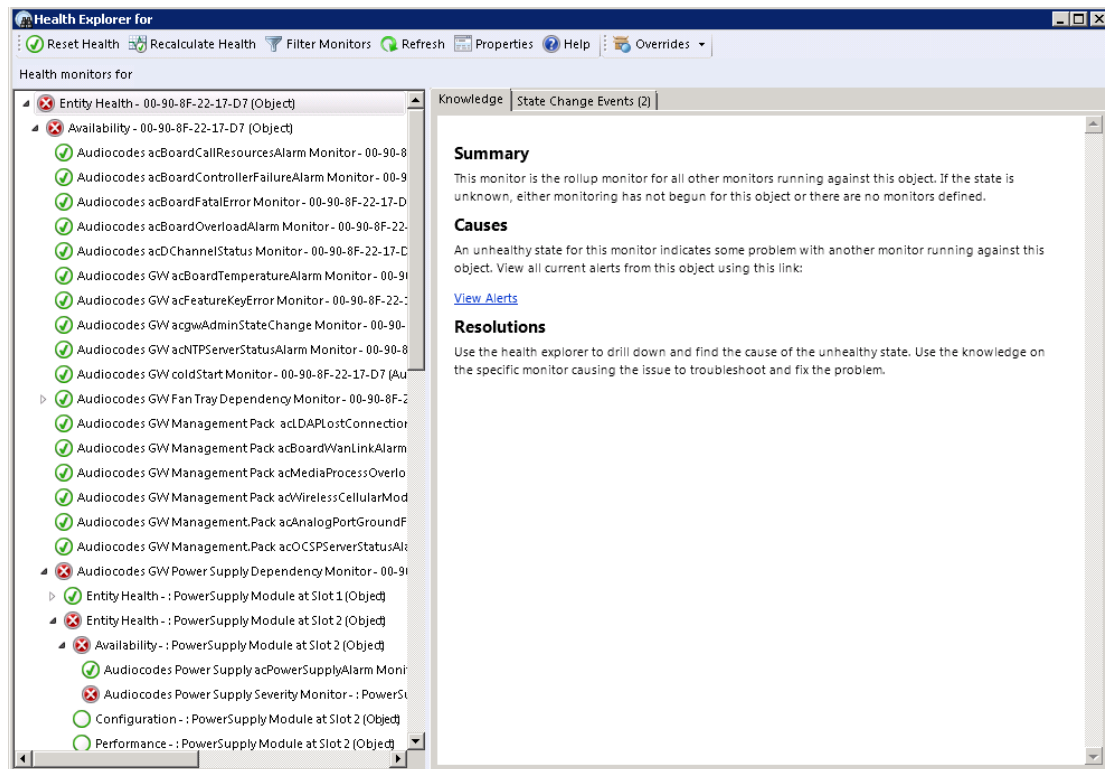 Health Explorer for
Reset Health Recalculate Health Filter Monitors Refresh Properties Help Overrides
Health monitors for
Entity Health - 00-90-8F-22-17-D7 (Object)
Availability - 00-90-8F-22-17-D7 (Object)
Audiocodes acBoardCallResourcesAlarm Monitor - 00-90-8
Audiocodes acBoardControllerFailureAlarm Monitor - 00-9
Audiocodes acBoardFatalError Monitor - 00-90-8F-22-17-D
Audiocodes acBoardOverloadAlarm Monitor - 00-90-8F-22-
Audiocodes acDChannelStatus Monitor - 00-90-8F-22-17-D
Audiocodes GW acBoardTemperatureAlarm Monitor - 00-90
Audiocodes GW acFeatureKeyError Monitor - 00-90-8F-22-1
Audiocodes GW acgwAdminStateChange Monitor - 00-90-
Audiocodes GW acNTPServerStatusAlarm Monitor - 00-90-8
Audiocodes GW coldStart Monitor - 00-90-8F-22-17-D7 (Au
Audiocodes GW Fan Tray Dependency Monitor - 00-90-8F-2
Audiocodes GW Management Pack acLDAPLostConnection
Audiocodes GW Management Pack acBoardWanLinkAlarm
Audiocodes GW Management Pack acMediaProcessOverlo
Audiocodes GW Management Pack acWirelessCellularMod
Audiocodes GW Management.Pack acAnalogPortGroundF
Audiocodes GW Management.Pack acOCSPServerStatusAla
Audiocodes GW Power Supply Dependency Monitor - 00-90
Entity Health - : PowerSupply Module at Slot 1 (Object)
Entity Health - : PowerSupply Module at Slot 2 (Object)
Availability - : PowerSupply Module at Slot 2 (Object)
Audiocodes Power Supply acPowerSupplyAlarm Moni
Audiocodes Power Supply Severity Monitor - : PowerSu
Configuration - : PowerSupply Module at Slot 2 (Object)
Performance - : PowerSupply Module at Slot 2 (Object)
Knowledge State Change Events (2)
Summary
This monitor is the rollup monitor for all other monitors running against this object. If the state is
unknown, either monitoring has not begun for this object or there are no monitors defined.
Causes
An unhealthy state for this monitor indicates some problem with another monitor running against this
object. View all current alerts from this object using this link:
View Alerts
Resolutions
Use the health explorer to drill down and find the cause of the unhealthy state. Use the knowledge on
the specific monitor causing the issue to troubleshoot and fix the problem.